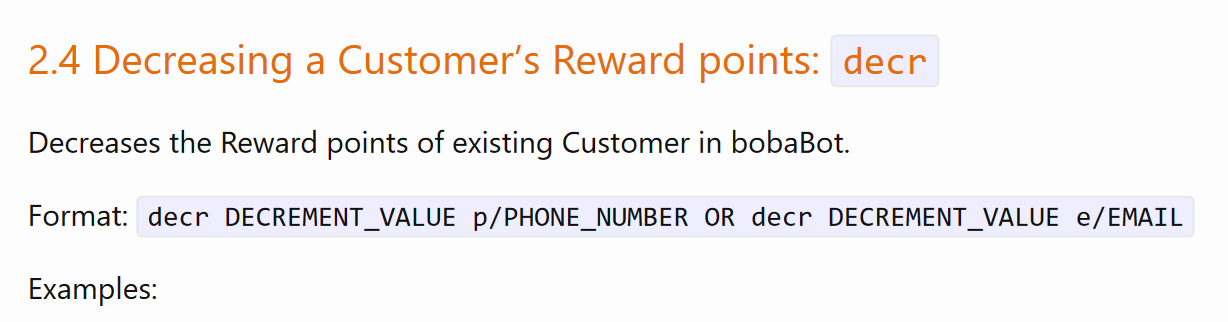 2.4 Decreasing a Customer’s Reward points: decr
Decreases the Reward points of existing Customer in bobaBot.
Format: decr DECREMENT_VALUE p/PHONE_NUMBER OR decr DECREMENT_VALUE e/EMAIL
Examples: